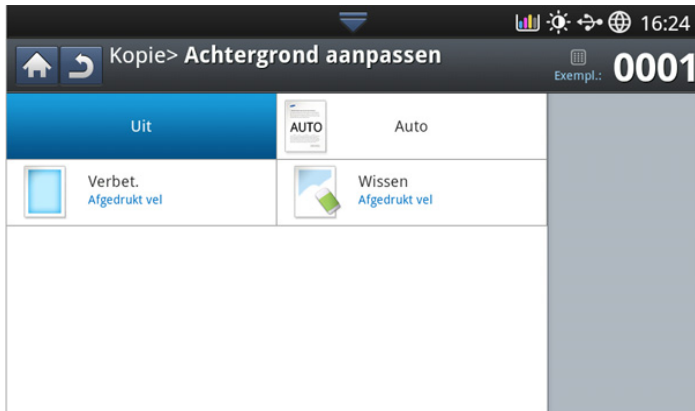 16:24
Kopie> Achtergrond aanpassen
Exempl.: 0001
Uit
AUTO
Auto
Verbet.
Afgedrukt vel
Wissen
Afgedrukt vel